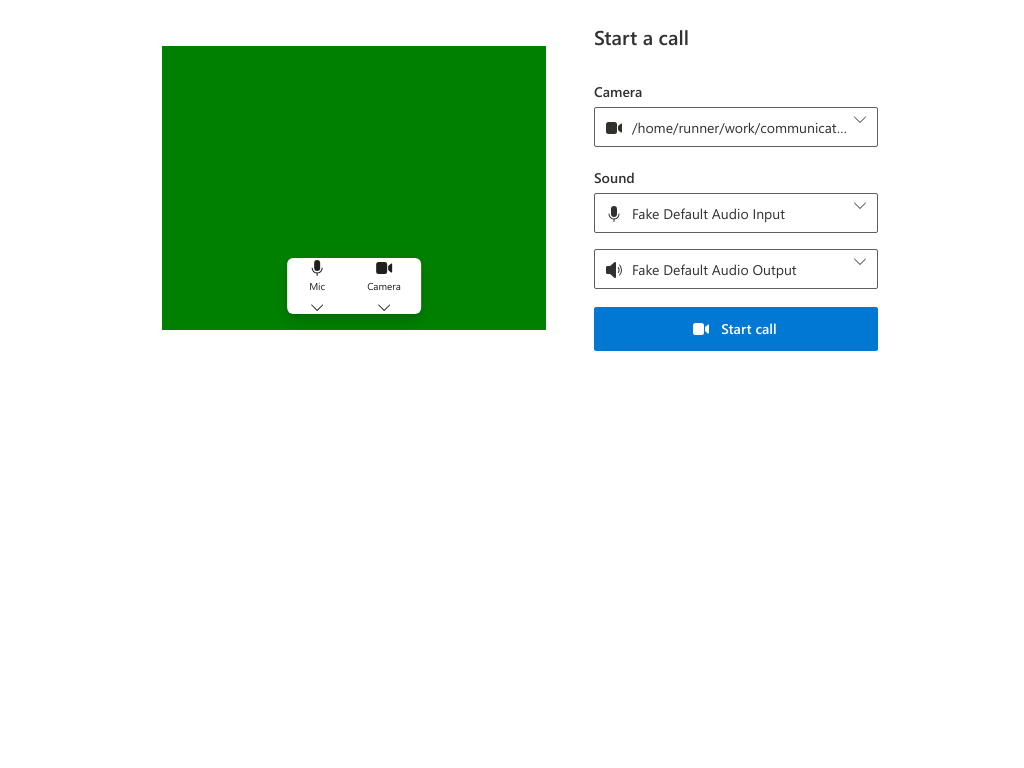 Start a call
Camera
/home/runner/work/communicat...
Sound
Fake Default Audio Input
Fake Default Audio Output
Start call
Mic
Camera